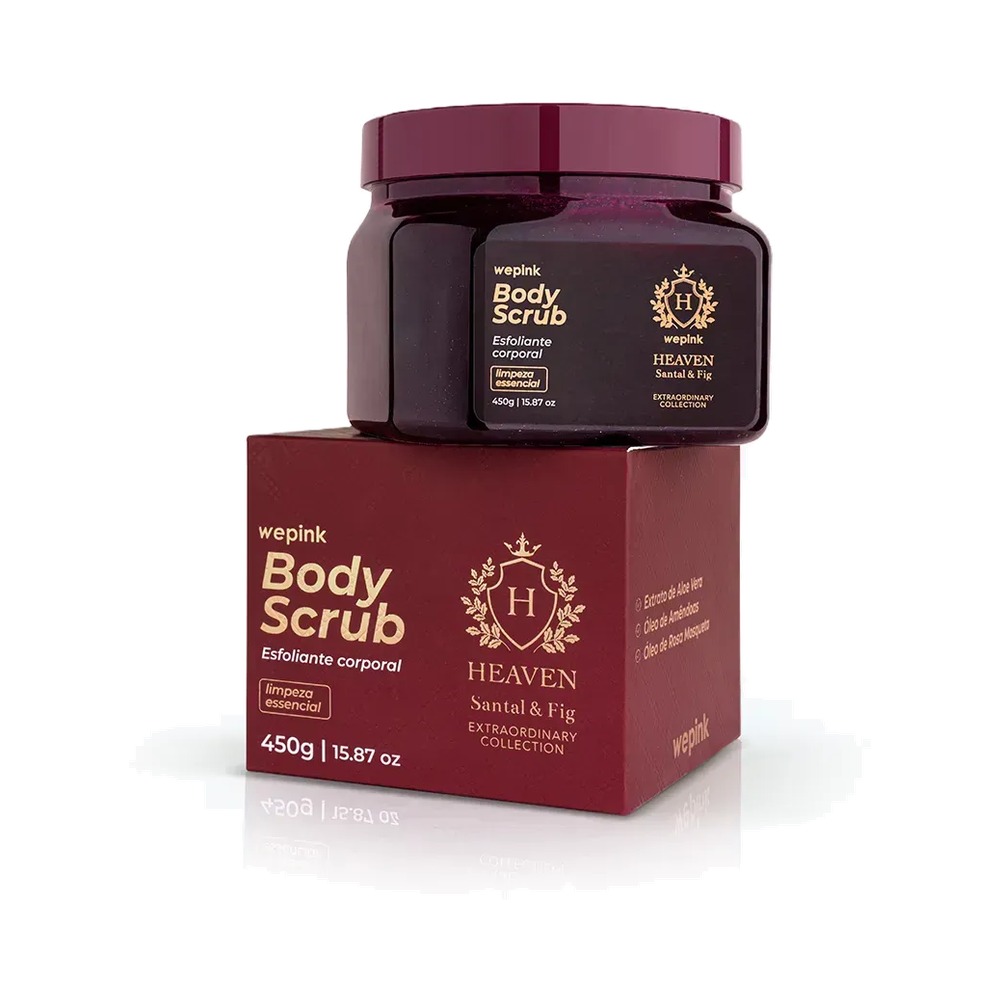 wepink
Body
Scrub
Esfoliante
corporal
limpeza
essencial
450g | 15.87 oz
H
wepink
HEAVEN
Santal & Fig
EXTRAORDINARY
COLLECTION
wepink
Body
Scrub
Esfoliante corporal
limpeza
essencial
450g | 15.87 oz
H
HEAVEN
Santal & Fig
EXTRAORDINARY
COLLECTION
Extrato de Aloe Vera
Óleo de Amêndoas
Óleo de Rosa Mosqueta
wepink